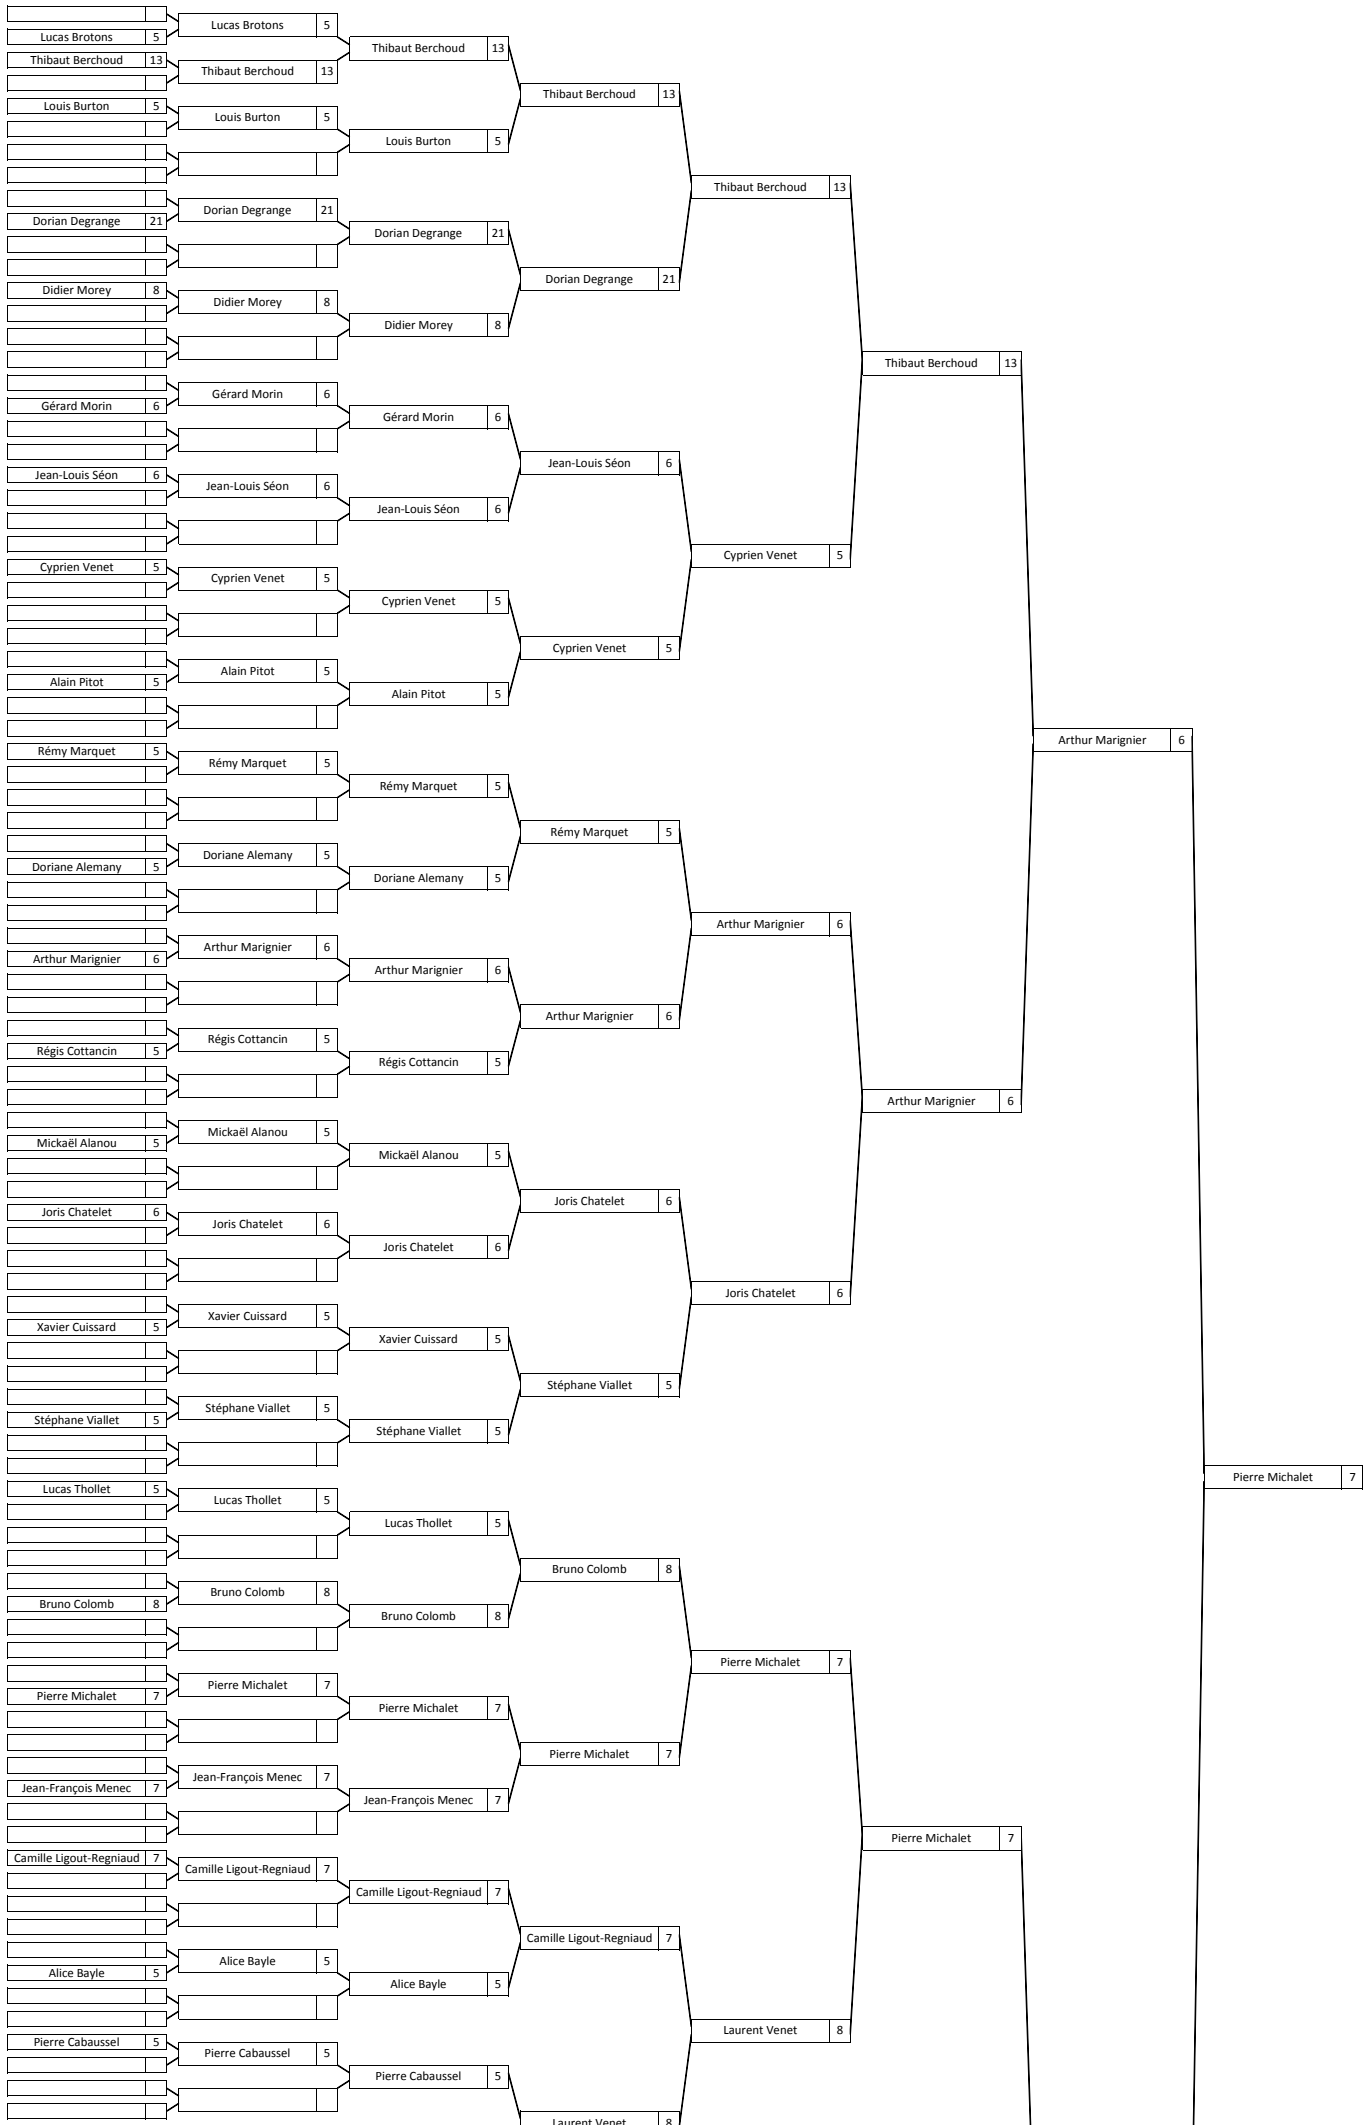 Lucas Brotons 5
Lucas Brotons 5
Thibaut Berchoud 13
Thibaut Berchoud 13
Thibaut Berchoud 13
Thibaut Berchoud 13
Louis Burton 5
Louis Burton 5
Louis Burton 5
Thibaut Berchoud 13
Dorian Degrange 21
Dorian Degrange 21
Dorian Degrange 21
Dorian Degrange 21
Didier Morey 8
Didier Morey 8
Didier Morey 8
Thibaut Berchoud 13
Gérard Morin 6
Gérard Morin 6
Gérard Morin 6
Jean-Louis Séon 6
Jean-Louis Séon 6
Jean-Louis Séon 6
Jean-Louis Séon 6
Cyprien Venet 5
Cyprien Venet 5
Cyprien Venet 5
Cyprien Venet 5
Cyprien Venet 5
Alain Pitot 5
Alain Pitot 5
Alain Pitot 5
Arthur Marignier 6
Rémy Marquet 5
Rémy Marquet 5
Rémy Marquet 5
Rémy Marquet 5
Doriane Alemany 5
Doriane Alemany 5
Doriane Alemany 5
Arthur Marignier 6
Arthur Marignier 6
Arthur Marignier 6
Arthur Marignier 6
Arthur Marignier 6
Régis Cottancin 5
Régis Cottancin 5
Régis Cottancin 5
Arthur Marignier 6
Mickaël Alanou 5
Mickaël Alanou 5
Mickaël Alanou 5
Joris Chatelet 6
Joris Chatelet 6
Joris Chatelet 6
Joris Chatelet 6
Joris Chatelet 6
Xavier Cuissard 5
Xavier Cuissard 5
Xavier Cuissard 5
Stéphane Viallet 5
Stéphane Viallet 5
Stéphane Viallet 5
Stéphane Viallet 5
Pierre Michalet 7
Lucas Thollet 5
Lucas Thollet 5
Lucas Thollet 5
Bruno Colomb 8
Bruno Colomb 8
Bruno Colomb 8
Bruno Colomb 8
Pierre Michalet 7
Pierre Michalet 7
Pierre Michalet 7
Pierre Michalet 7
Pierre Michalet 7
Jean-François Menec 7
Jean-François Menec 7
Jean-François Menec 7
Pierre Michalet 7
Camille Ligout-Regniaud 7
Camille Ligout-Regniaud 7
Camille Ligout-Regniaud 7
Camille Ligout-Regniaud 7
Alice Bayle 5
Alice Bayle 5
Alice Bayle 5
Laurent Venet 8
Pierre Cabaussel 5
Pierre Cabaussel 5
Pierre Cabaussel 5
Laurent Venet 8